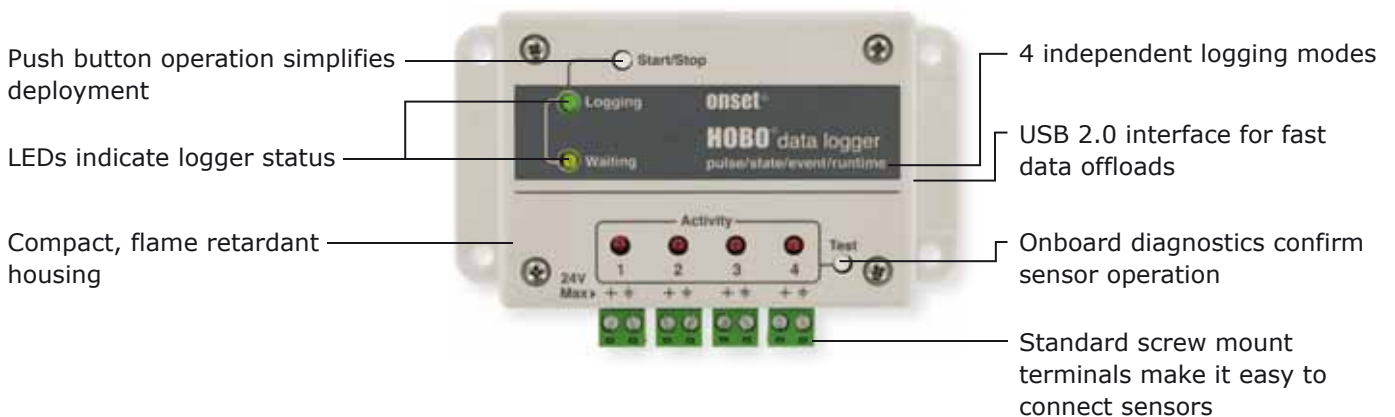 Push button operation simplifies
deployment
LEDs indicate logger status
Compact, flame retardant
housing
Start/Stop
Logging
onset
HOBO® data logger
Waiting
pulse/state/event/runtime
Activity
1 2 3 4
Test
24V
Max
+ + + + + + + +
4 independent logging modes
USB 2.0 interface for fast
data offloads
Onboard diagnostics confirm
sensor operation
Standard screw mount
terminals make it easy to
connect sensors